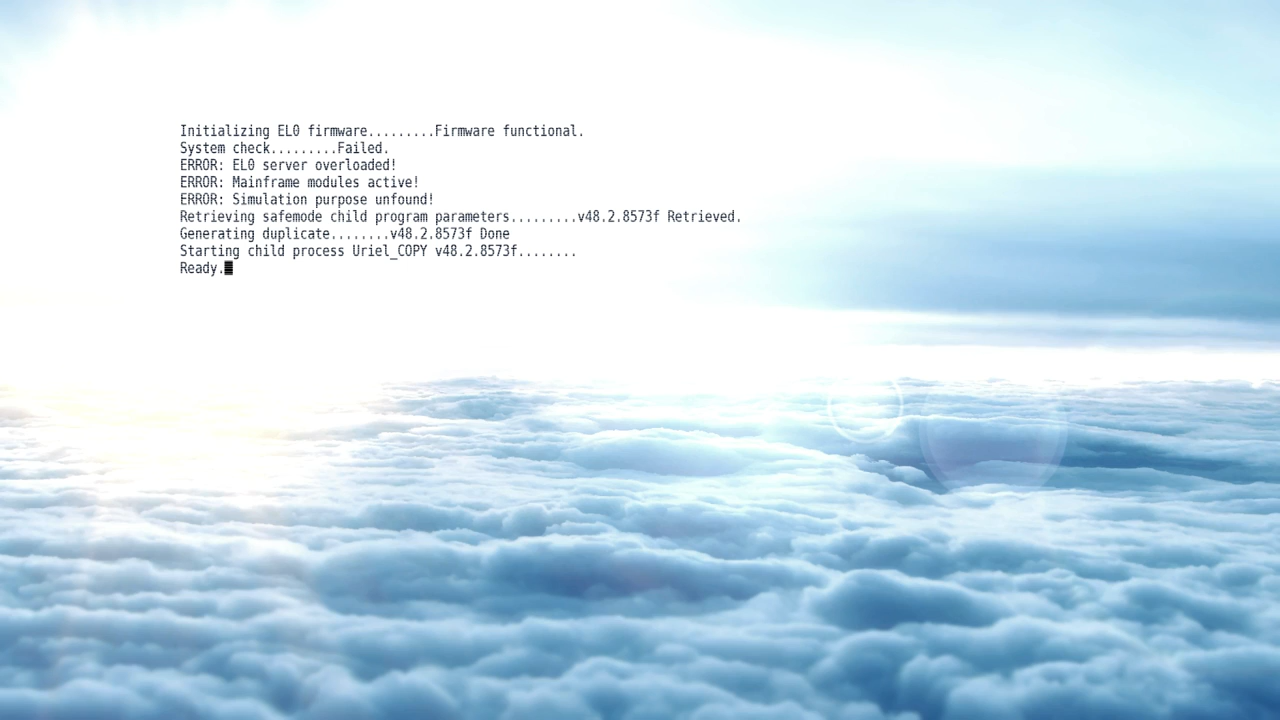 Initializing EL0 firmware.........Firmware functional.
System check.........Failed.
ERROR: EL0 server overloaded!
ERROR: Mainframe modules active!
ERROR: Simulation purpose unfound!
Retrieving safemode child program parameters.........v48.2.8573f Retrieved.
Generating duplicate........v48.2.8573f Done
Starting child process Uriel_COPY v48.2.8573f........
Ready.